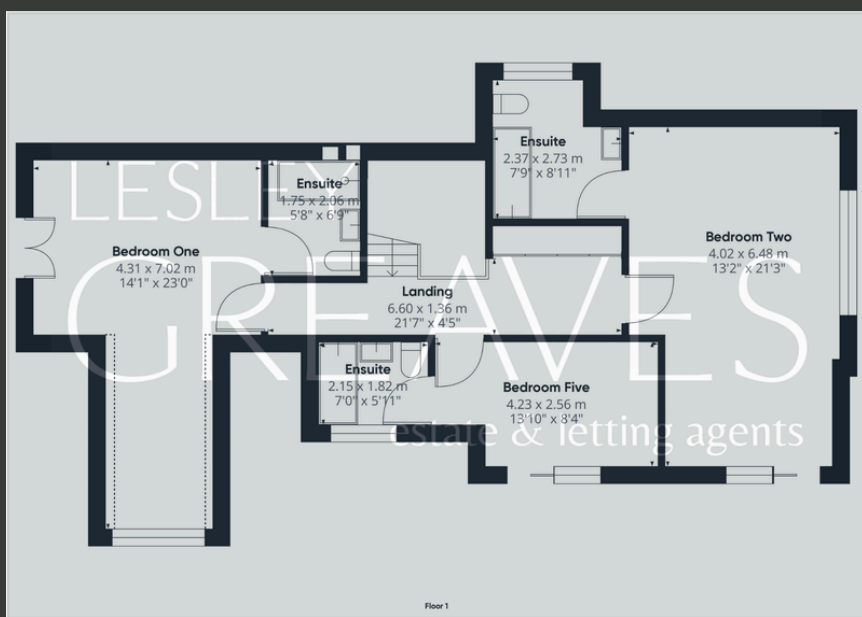 LESLEY
GREAVES
estate & letting agents
Ensuite
2.37 x 2.73 m
7'9" x 8'11"
Ensuite
1.75 x 2.06 m
5'8" x 6'9"
Bedroom One
4.31 x 7.02 m
14'1" x 23'0"
Bedroom Two
4.02 x 6.48 m
13'2" x 21'3"
Landing
6.60 x 1.36 m
21'7" x 4'5"
Ensuite
2.15 x 1.82 m
7'0" x 5'11"
Bedroom Five
4.23 x 2.56 m
13'10" x 8'4"
Floor 1